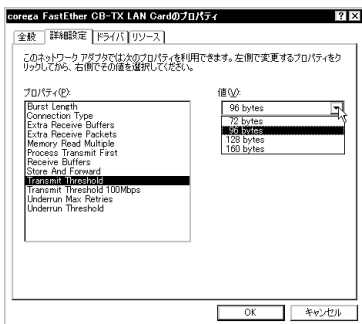 corega FastEther CB-TX LAN Cardのプロパティ
全般 詳細設定 ドライバ リソース
このネットワーク アダプタでは次のプロパティを利用できます。左側で変更するプロパティをク
リックしてから、右側でその値を選択してください。
プロパティ(P): 値(V):
Burst Length 96 bytes
Connection Type 72 bytes
Extra Receive Buffers 96 bytes
Extra Receive Packets 128 bytes
Memory Read Multiple 160 bytes
Process Transmit First
Receive Buffers
Store And Forward
Transmit Threshold
Transmit Threshold 100Mbps
Underrun Max Retries
Underrun Threshold
OK キャンセル